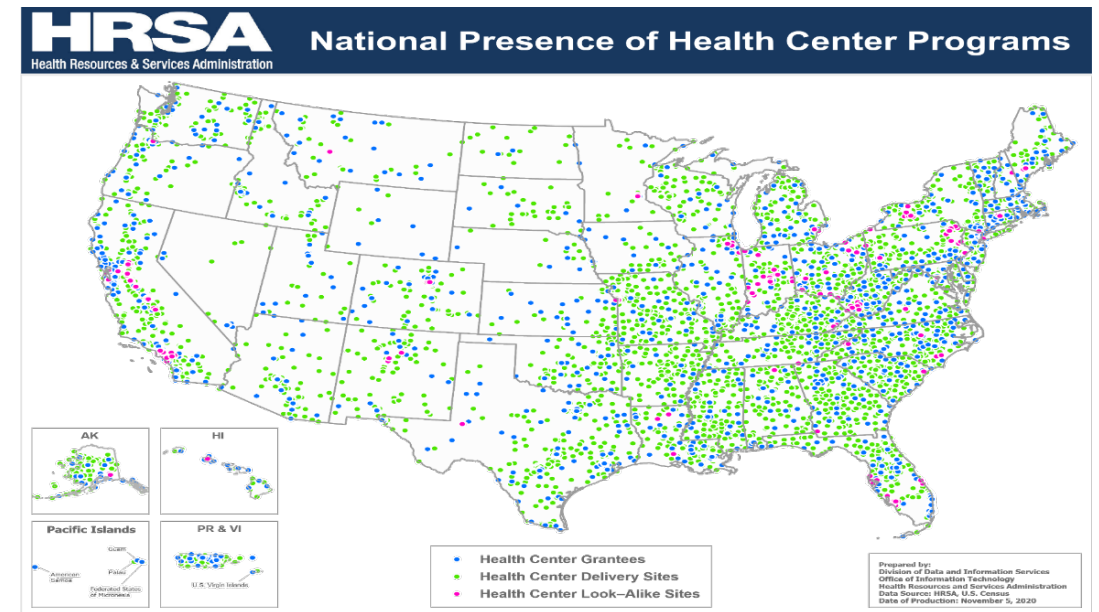 HRSA
Health Resources & Services Administration
National Presence of Health Center Programs
AK
HI
Pacific Islands
Guam
Palau
American
Samoa
Federated States
of Micronesia
PR & VI
U.S. Virgin Islands
Health Center Grantees
Health Center Delivery Sites
Health Center Look–Alike Sites
Prepared by:
Division of Data and Information Services
Office of Information Technology
Health Resources and Services Administration
Data Source: HRSA, U.S. Census
Date of Production: November 5, 2020